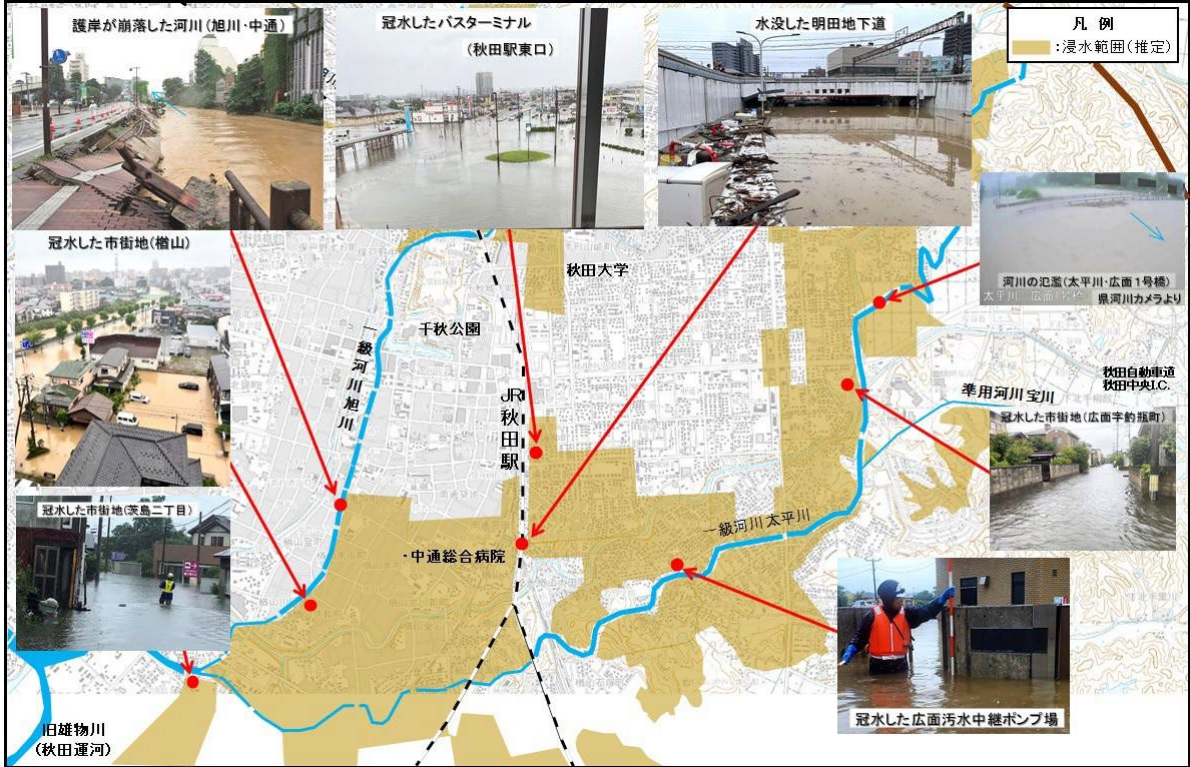 護岸が崩落した河川(旭川・中通)
冠水したバスターミナル
(秋田駅東口)
水没した明田地下道
凡 例
:浸水範囲(推定)
冠水した市街地(楢山)
秋田大学
千秋公園
一級河川旭川
JR秋田駅
河川の氾濫(太平川・広面1号橋)
県河川カメラより
秋田自動車道
秋田中央I.C.
準用河川 宝川
冠水した市街地(広面字釣瓶町)
冠水した市街地(茨島二丁目)
・中通総合病院
一級河川 太平川
冠水した広面汚水中継ポンプ場
旧雄物川
(秋田運河)